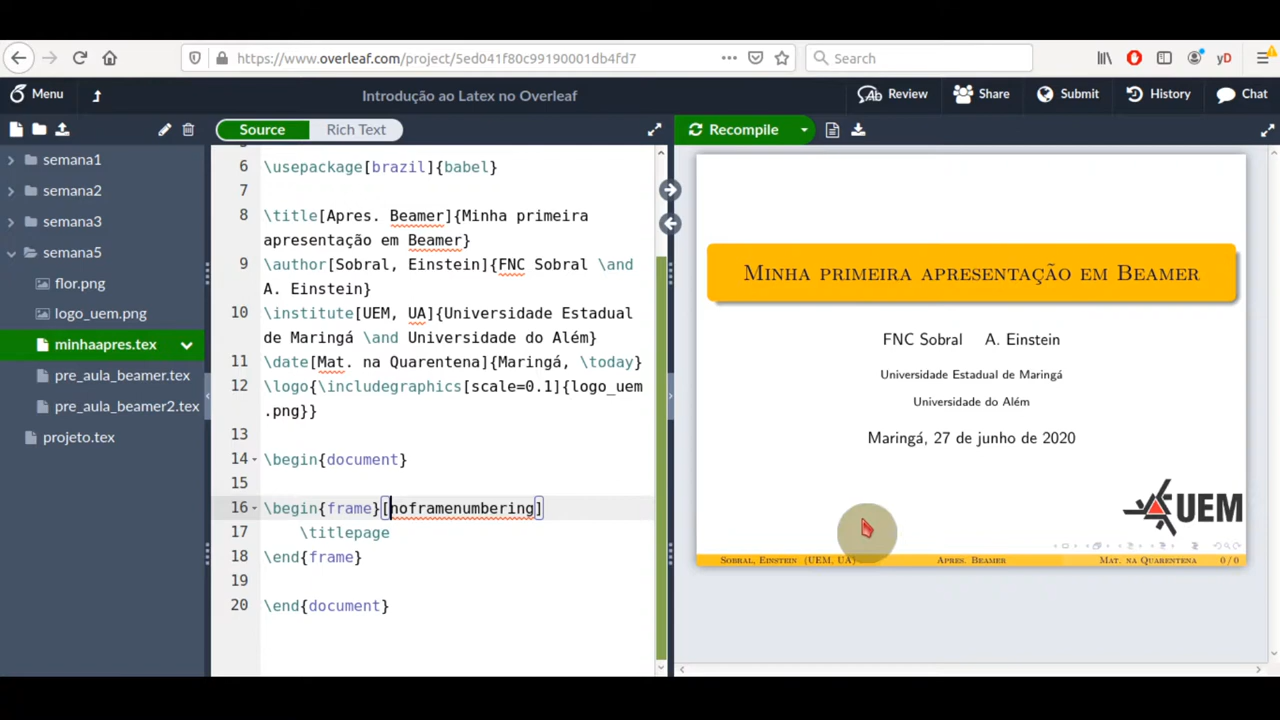 https://www.overleaf.com/project/5ed041f80c99190001db4fd7
Search
yD
Menu
Introdução ao Latex no Overleaf
Review
Share
Submit
History
Chat
Source
Rich Text
Recompile
semana1
semana2
semana3
semana5
flor.png
logo_uem.png
minhaapres.tex
pre_aula_beamer.tex
pre_aula_beamer2.tex
projeto.tex
6 \usepackage[brazil]{babel}
7
8 \title[Apres. Beamer]{Minha primeira
apresentação em Beamer}
9 \author[Sobral, Einstein]{FNC Sobral \and
A. Einstein}
10 \institute[UEM, UA]{Universidade Estadual
de Maringá \and Universidade do Além}
11 \date[Mat. na Quarentena]{Maringá, \today}
12 \logo{\includegraphics[scale=0.1]{logo_uem
.png}}
13
14 \begin{document}
15
16 \begin{frame}[noframenumbering]
17 \titlepage
18 \end{frame}
19
20 \end{document}
Minha primeira apresentação em Beamer
FNC Sobral A. Einstein
Universidade Estadual de Maringá
Universidade do Além
Maringá, 27 de junho de 2020
UEM
Sobral, Einstein (UEM, UA) Apres. Beamer Mat. na Quarentena 0/0